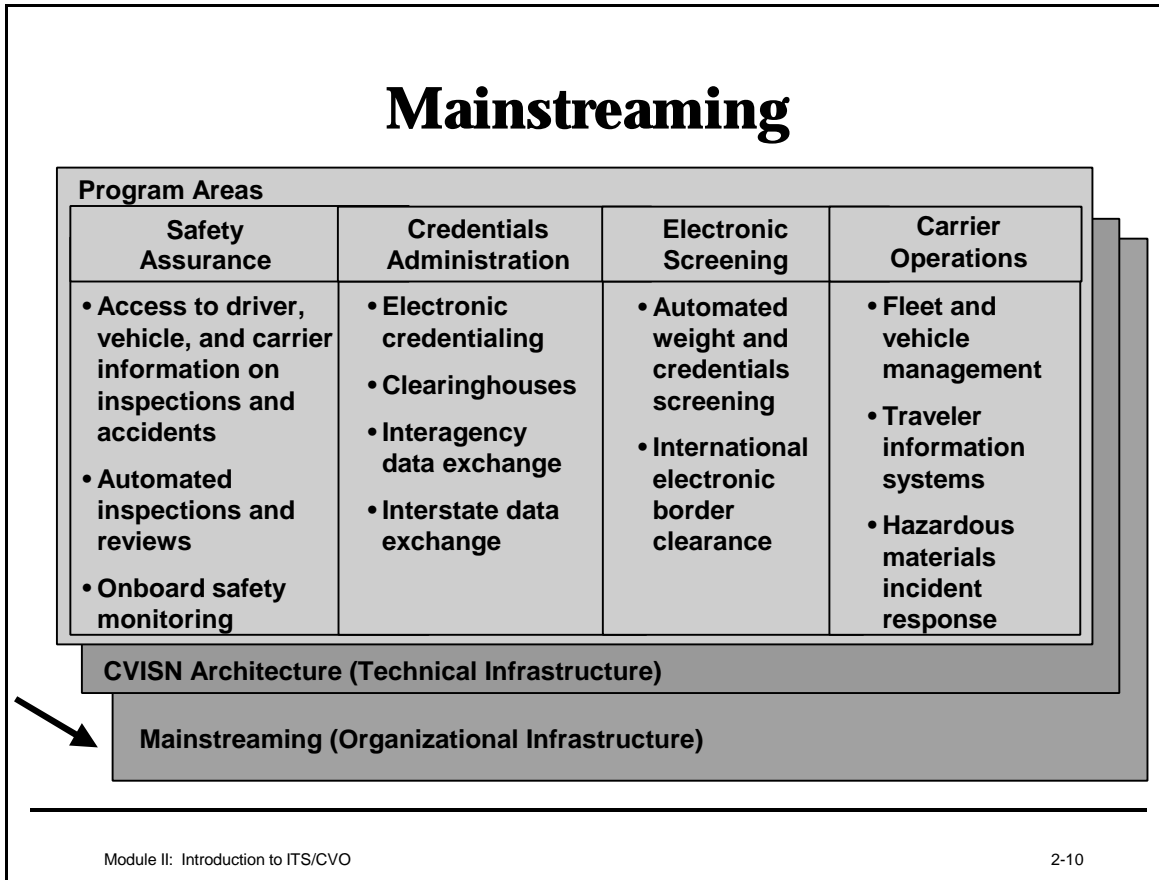 Mainstreaming
Program Areas
Safety
Assurance
• Access to driver,
vehicle, and carrier
information on
inspections and
accidents
• Automated
inspections and
reviews
• Onboard safety
monitoring
Credentials
Administration
• Electronic
credentialing
• Clearinghouses
• Interagency
data exchange
• Interstate data
exchange
Electronic
Screening
• Automated
weight and
credentials
screening
• International
electronic
border
clearance
Carrier
Operations
• Fleet and
vehicle
management
• Traveler
information
systems
• Hazardous
materials
incident
response
CVISN Architecture (Technical Infrastructure)
Mainstreaming (Organizational Infrastructure)
Module II: Introduction to ITS/CVO
2-10